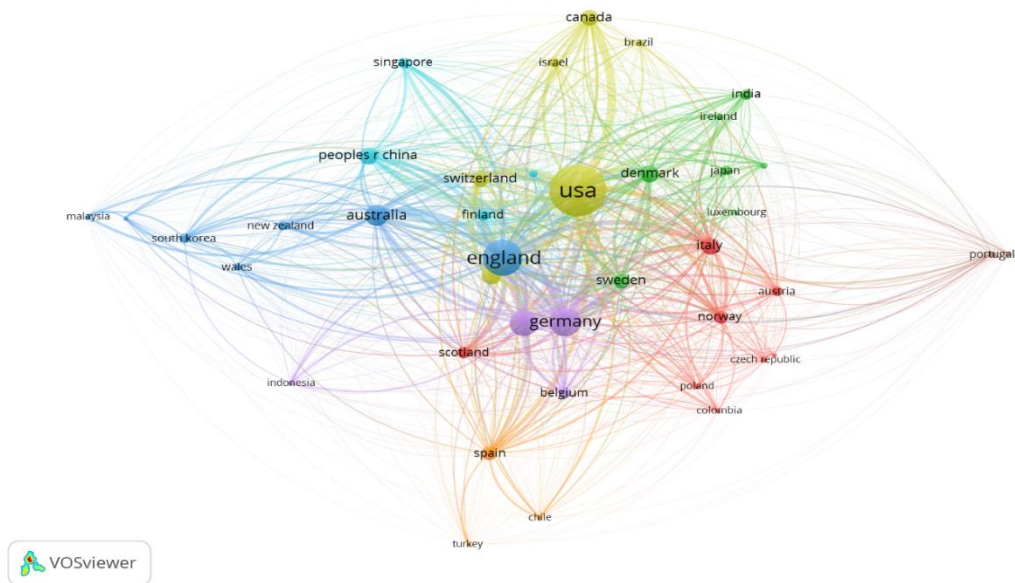 canada
brazil
israel
singapore
india
ireland
peoples r china
switzerland
usa
denmark
japan
malaysia
australia
finland
luxembourg
new zealand
south korea
wales
england
italy
portugal
sweden
austria
germany
norway
scotland
czech republic
indonesia
belgium
poland
colombia
spain
chile
turkey
VOSviewer